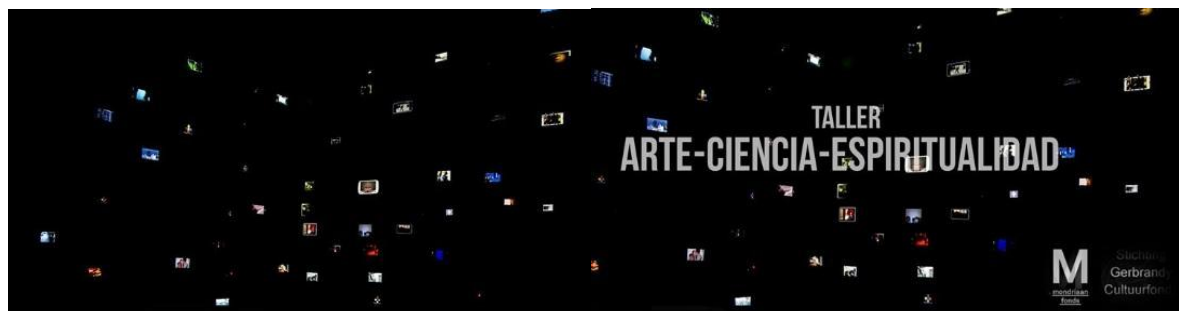 TALLER
ARTE-CIENCIA-ESPIRITUALIDAD
M
mondriaan
fonds
Stichting
Gerbrandy
Cultuurfonds